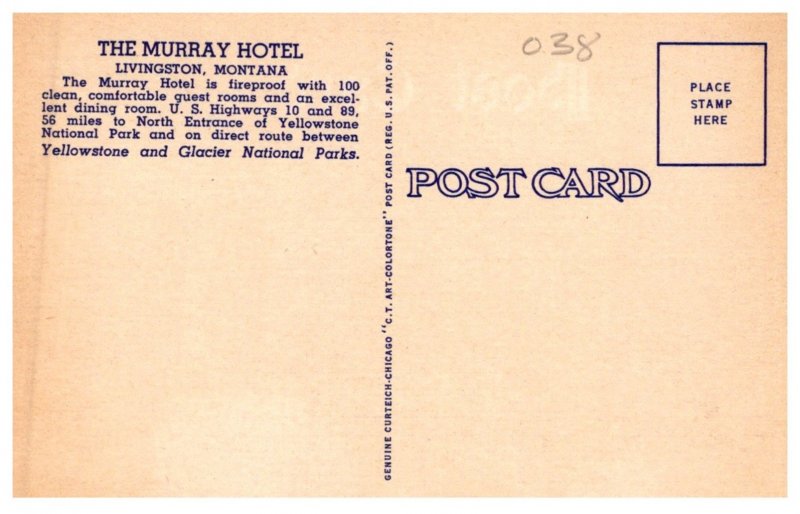 THE MURRAY HOTEL
LIVINGSTON, MONTANA
The Murray Hotel is fireproof with 100
clean, comfortable guest rooms and an excel-
lent dining room. U. S. Highways 10 and 89,
56 miles to North Entrance of Yellowstone
National Park and on direct route between
Yellowstone and Glacier National Parks.
GENUINE CURTEICH-CHICAGO "C.T. ART-COLORTONE" POST CARD (REG. U.S. PAT. OFF.)
038
PLACE
STAMP
HERE
POST CARD